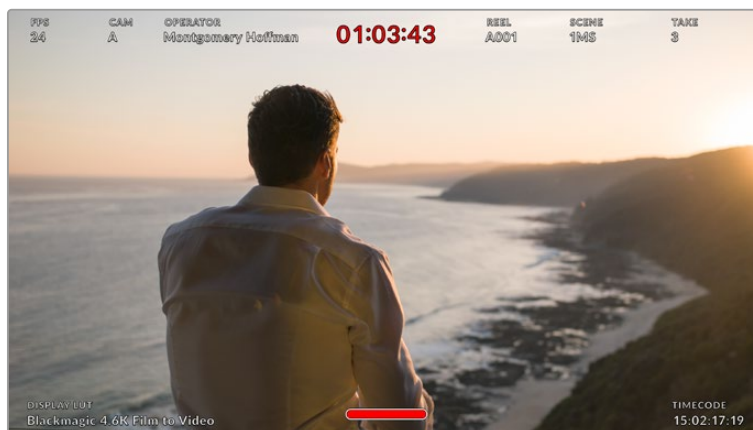 FPS CAM OPERATOR 01:03:43 REEL SCENE TAKE
24 A Montgomery Hoffman A001 1MS 3
DISPLAY LUT TIMECODE
Blackmagic 4.6K Film to Video 15:02:17:19